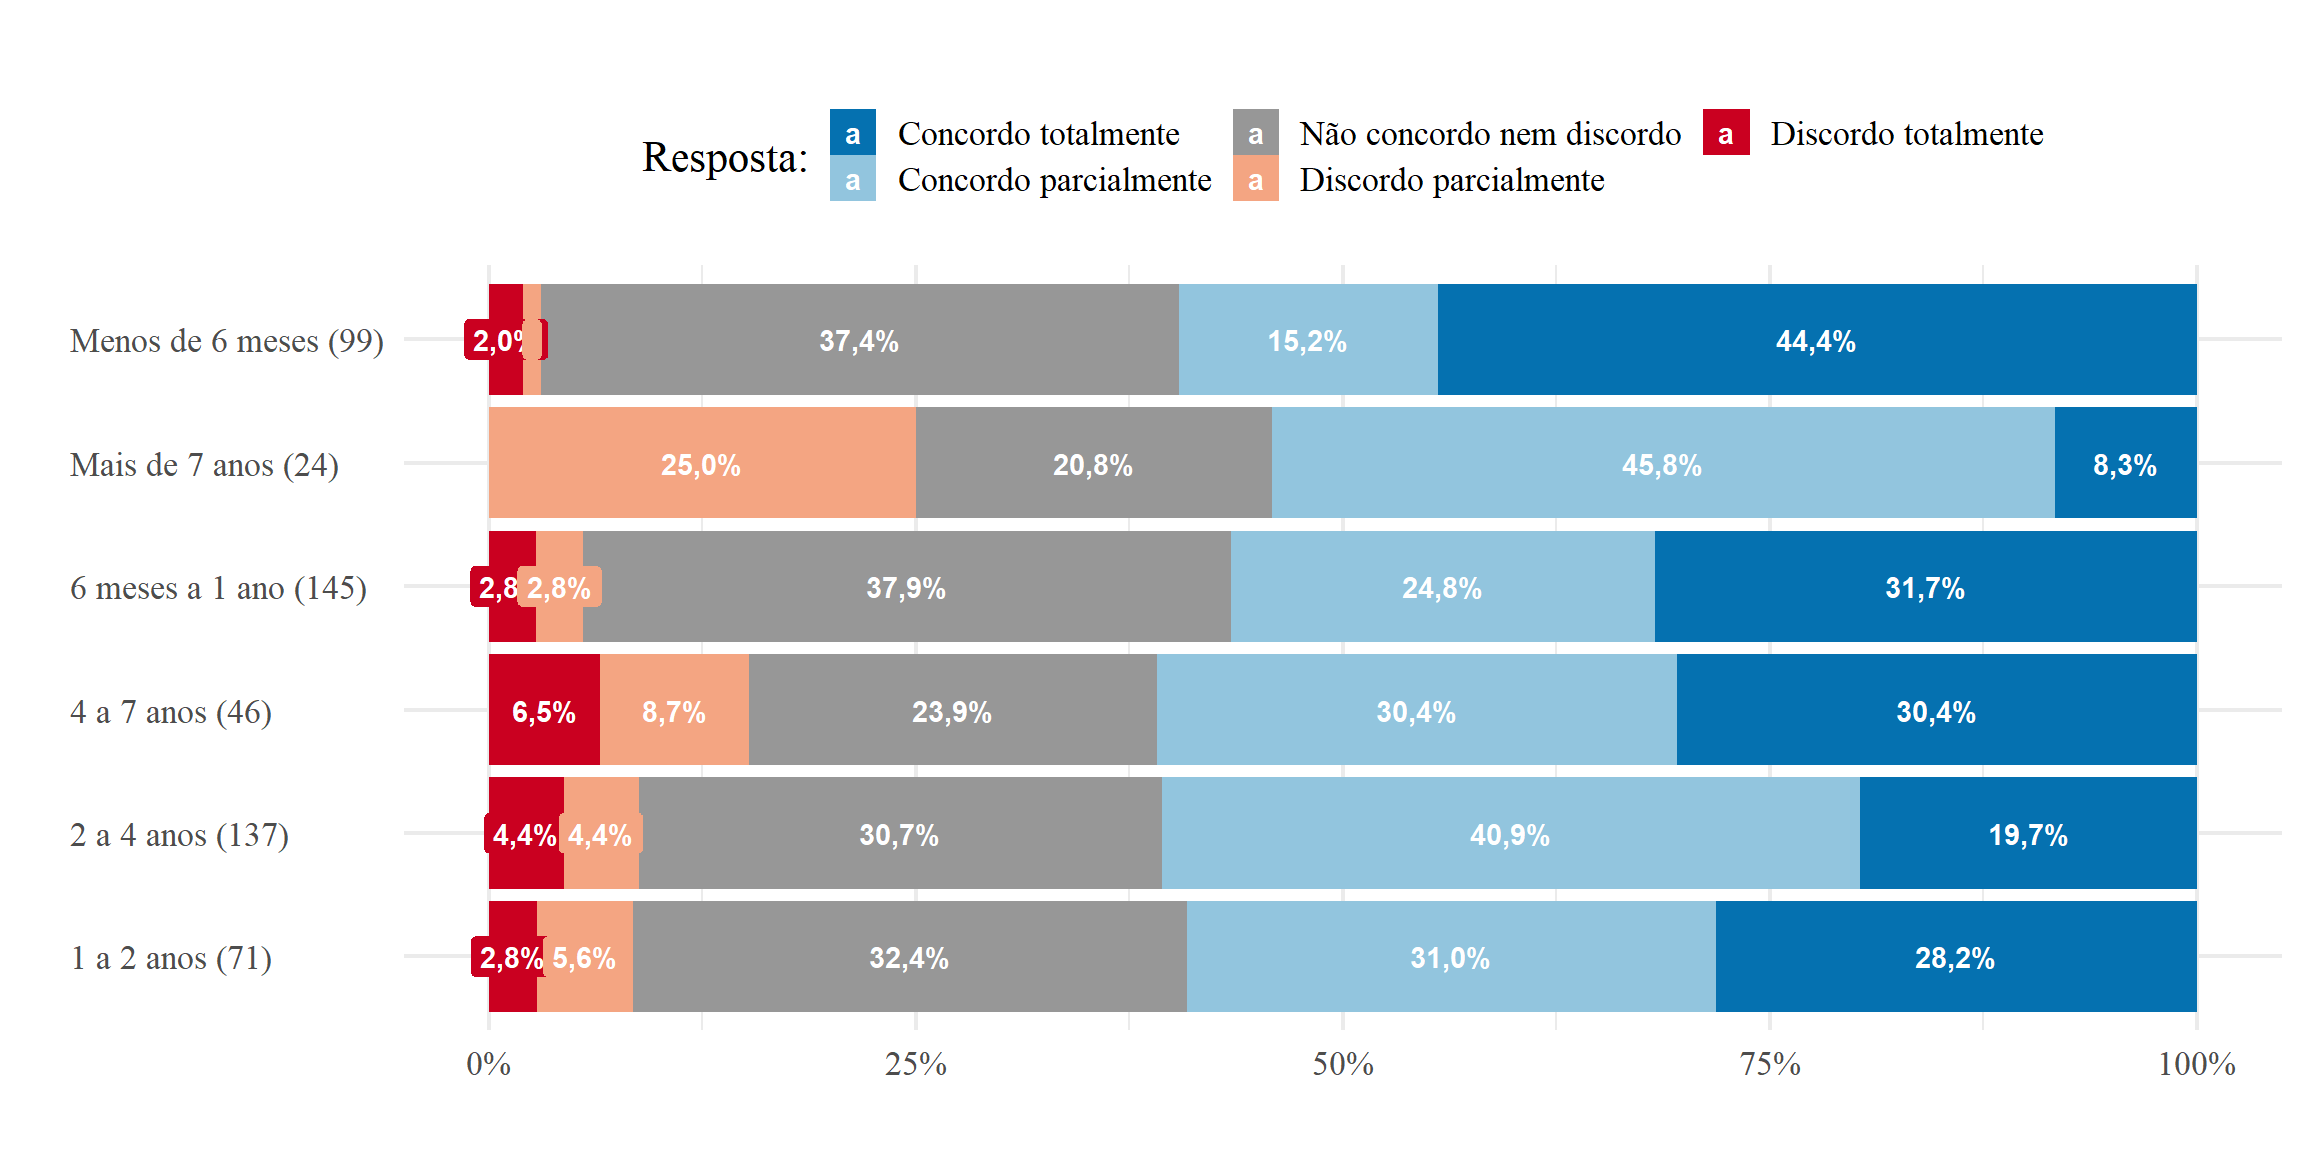 Resposta:
a Concordo totalmente a Não concordo nem discordo a Discordo totalmente
a Concordo parcialmente a Discordo parcialmente
Menos de 6 meses (99) 2,0% 37,4% 15,2% 44,4%
Mais de 7 anos (24) 25,0% 20,8% 45,8% 8,3%
6 meses a 1 ano (145) 2,8 2,8% 37,9% 24,8% 31,7%
4 a 7 anos (46) 6,5% 8,7% 23,9% 30,4% 30,4%
2 a 4 anos (137) 4,4% 4,4% 30,7% 40,9% 19,7%
1 a 2 anos (71) 2,8% 5,6% 32,4% 31,0% 28,2%
0% 25% 50% 75% 100%